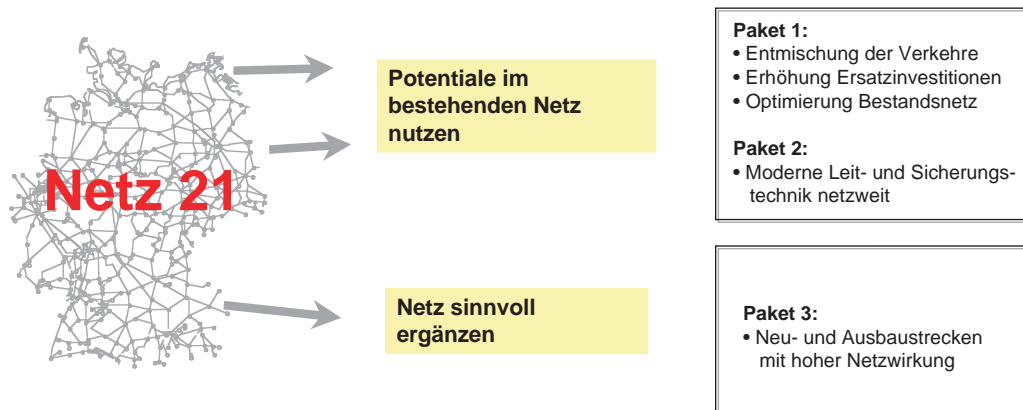 Netz 21
Potentiale im
bestehenden Netz
nutzen
Netz sinnvoll
ergänzen
Paket 1:
• Entmischung der Verkehre
• Erhöhung Ersatzinvestitionen
• Optimierung Bestandsnetz
Paket 2:
• Moderne Leit- und Sicherungs-
technik netzweit
Paket 3:
• Neu- und Ausbaustrecken
mit hoher Netzwirkung